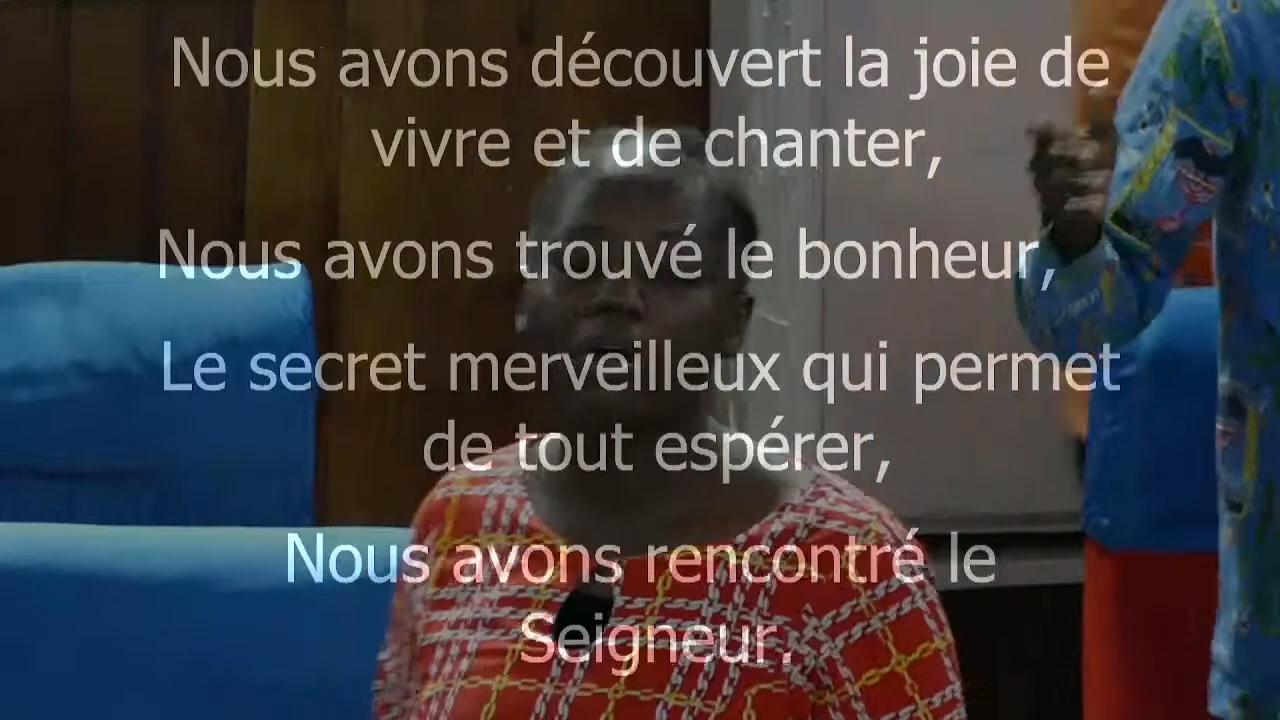 Nous avons découvert la joie de
vivre et de chanter,
Nous avons trouvé le bonheur,
Le secret merveilleux qui permet
de tout espérer,
Nous avons rencontré le
Seigneur.